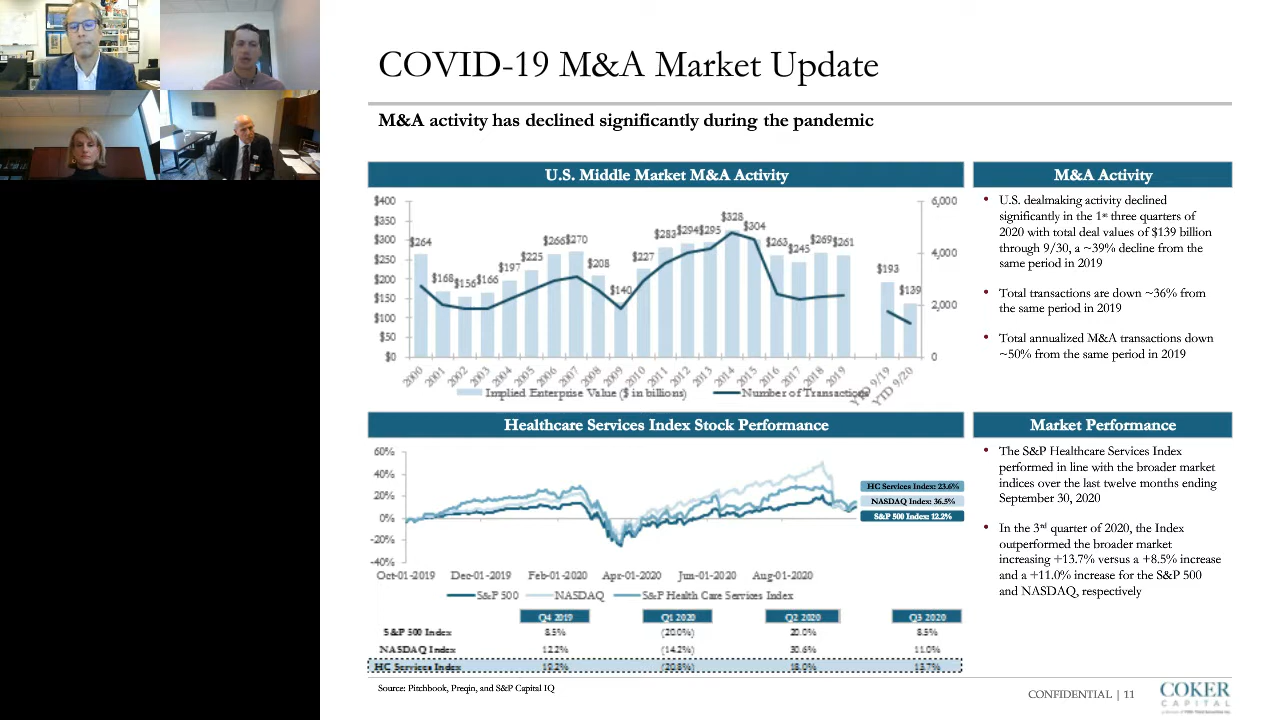 COVID-19 M&A Market Update
M&A activity has declined significantly during the pandemic
U.S. Middle Market M&A Activity
$400
$350
$300
$250
$200
$150
$100
$50
$0
6,000
4,000
2,000
0
$264
$168
$156
$166
$197
$225
$266
$270
$208
$140
$227
$283
$294
$295
$328
$304
$263
$245
$269
$261
$193
$139
2000
2001
2002
2003
2004
2005
2006
2007
2008
2009
2010
2011
2012
2013
2014
2015
2016
2017
2018
2019
YTD 9/19
YTD 9/20
Implied Enterprise Value ($ in billions)
Number of Transactions
M&A Activity
• U.S. dealmaking activity declined
significantly in the 1st three quarters of
2020 with total deal values of $139 billion
through 9/30, a ~39% decline from the
same period in 2019
• Total transactions are down ~36% from
the same period in 2019
• Total annualized M&A transactions down
~50% from the same period in 2019
Healthcare Services Index Stock Performance
60%
40%
20%
0%
-20%
-40%
Oct-01-2019 Dec-01-2019 Feb-01-2020 Apr-01-2020 Jun-01-2020 Aug-01-2020
HC Services Index: 23.6%
NASDAQ Index: 36.5%
S&P 500 Index: 12.2%
S&P 500 NASDAQ S&P Health Care Services Index
Q4 2019 Q1 2020 Q2 2020 Q3 2020
S&P 500 Index 8.5% (20.0%) 20.0% 8.5%
NASDAQ Index 12.2% (14.2%) 30.6% 11.0%
HC Services Index (20.8%) 18.0% 13.7%
Market Performance
• The S&P Healthcare Services Index
performed in line with the broader market
indices over the last twelve months ending
September 30, 2020
• In the 3rd quarter of 2020, the Index
outperformed the broader market
increasing +13.7% versus a +8.5% increase
and a +11.0% increase for the S&P 500
and NASDAQ, respectively
Source: Pitchbook, Preqin, and S&P Capital IQ
CONFIDENTIAL | 11
COKER
CAPITAL